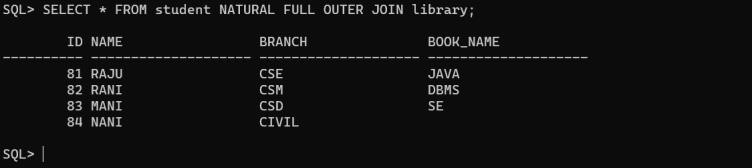 SQL> SELECT * FROM student NATURAL FULL OUTER JOIN library;
        ID NAME                 BRANCH               BOOK_NAME
---------- -------------------- -------------------- --------------------
        81 RAJU                 CSE                  JAVA
        82 RANI                 CSM                  DBMS
        83 MANI                 CSD                  SE
        84 NANI                 CIVIL
SQL>